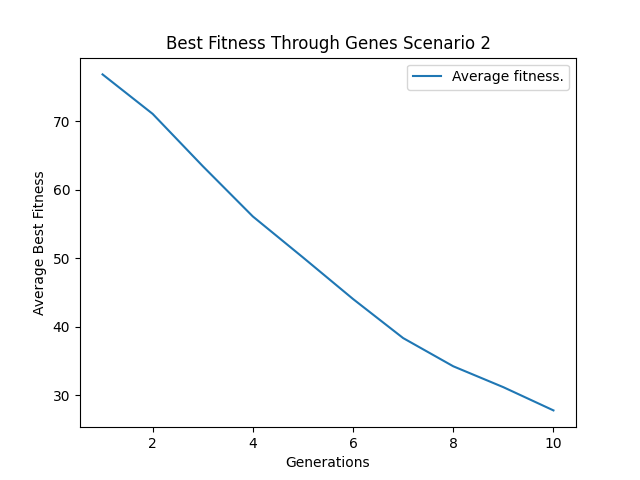 Best Fitness Through Genes Scenario 2
Average fitness.
Average Best Fitness
70
60
50
40
30
2 4 6 8 10
Generations